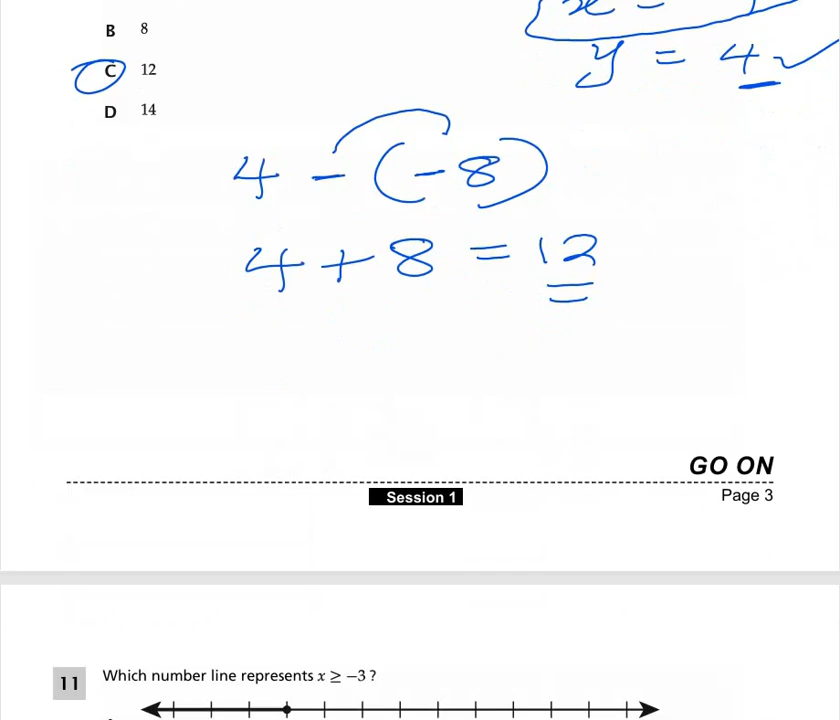 x =
B 8
y = 4
C 12
D 14
4 - (-8)
4 + 8 = 12
GO ON
Session 1
Page 3
11 Which number line represents x ≥ −3 ?